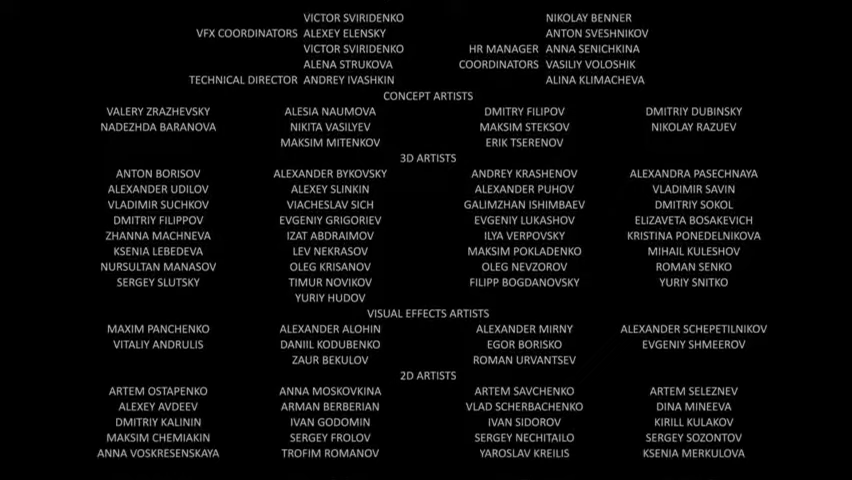 VICTOR SVIRIDENKO NIKOLAY BENNER
VFX COORDINATORS ALEXEY ELENSKY ANTON SVESHNIKOV
VICTOR SVIRIDENKO HR MANAGER ANNA SENICHKINA
ALENA STRUKOVA COORDINATORS VASILIY VOLOSHIK
TECHNICAL DIRECTOR ANDREY IVASHKIN ALINA KLIMACHEVA
CONCEPT ARTISTS
VALERY ZRAZHEVSKY ALESIA NAUMOVA DMITRY FILIPOV DMITRIY DUBINSKY
NADEZHDA BARANOVA NIKITA VASILYEV MAKSIM STEKSOV NIKOLAY RAZUEV
MAKSIM MITENKOV ERIK TSERENOV
3D ARTISTS
ANTON BORISOV ALEXANDER BYKOVSKY ANDREY KRASHENOV ALEXANDRA PASECHNAYA
ALEXANDER UDILOV ALEXEY SLINKIN ALEXANDER PUHOV VLADIMIR SAVIN
VLADIMIR SUCHKOV VIACHESLAV SICH GALIMZHAN ISHIMBAEV DMITRIY SOKOL
DMITRIY FILIPPOV EVGENIY GRIGORIEV EVGENIY LUKASHOV ELIZAVETA BOSAKEVICH
ZHANNA MACHNEVA IZAT ABDRAIMOV ILYA VERPOVSKY KRISTINA PONEDELNIKOVA
KSENIA LEBEDEVA LEV NEKRASOV MAKSIM POKLADENKO MIHAIL KULESHOV
NURSULTAN MANASOV OLEG KRISANOV OLEG NEVZOROV ROMAN SENKO
SERGEY SLUTSKY TIMUR NOVIKOV FILIPP BOGDANOVSKY YURIY SNITKO
YURIY HUDOV
VISUAL EFFECTS ARTISTS
MAXIM PANCHENKO ALEXANDER ALOHIN ALEXANDER MIRNY ALEXANDER SCHEPETILNIKOV
VITALIY ANDRULIS DANIIL KODUBENKO EGOR BORISKO EVGENIY SHMEEROV
ZAUR BEKULOV ROMAN URVANTSEV
2D ARTISTS
ARTEM OSTAPENKO ANNA MOSKOVKINA ARTEM SAVCHENKO ARTEM SELEZNEV
ALEXEY AVDEEV ARMAN BERBERIAN VLAD SCHERBACHENKO DINA MINEEVA
DMITRIY KALININ IVAN GODOMIN IVAN SIDOROV KIRILL KULAKOV
MAKSIM CHEMIAKIN SERGEY FROLOV SERGEY NECHITAILO SERGEY SOZONTOV
ANNA VOSKRESENSKAYA TROFIM ROMANOV YAROSLAV KREILIS KSENIA MERKULOVA